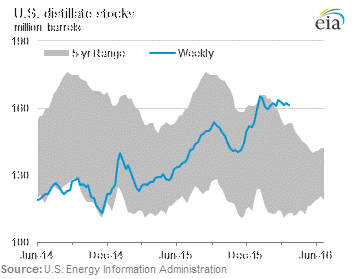 U.S. distillate stocks
million barrels
eia
190
5-yr Range
Weekly
160
130
100
Jun-14
Dec-14
Jun-15
Dec-15
Jun-16
Source: U.S. Energy Information Administration